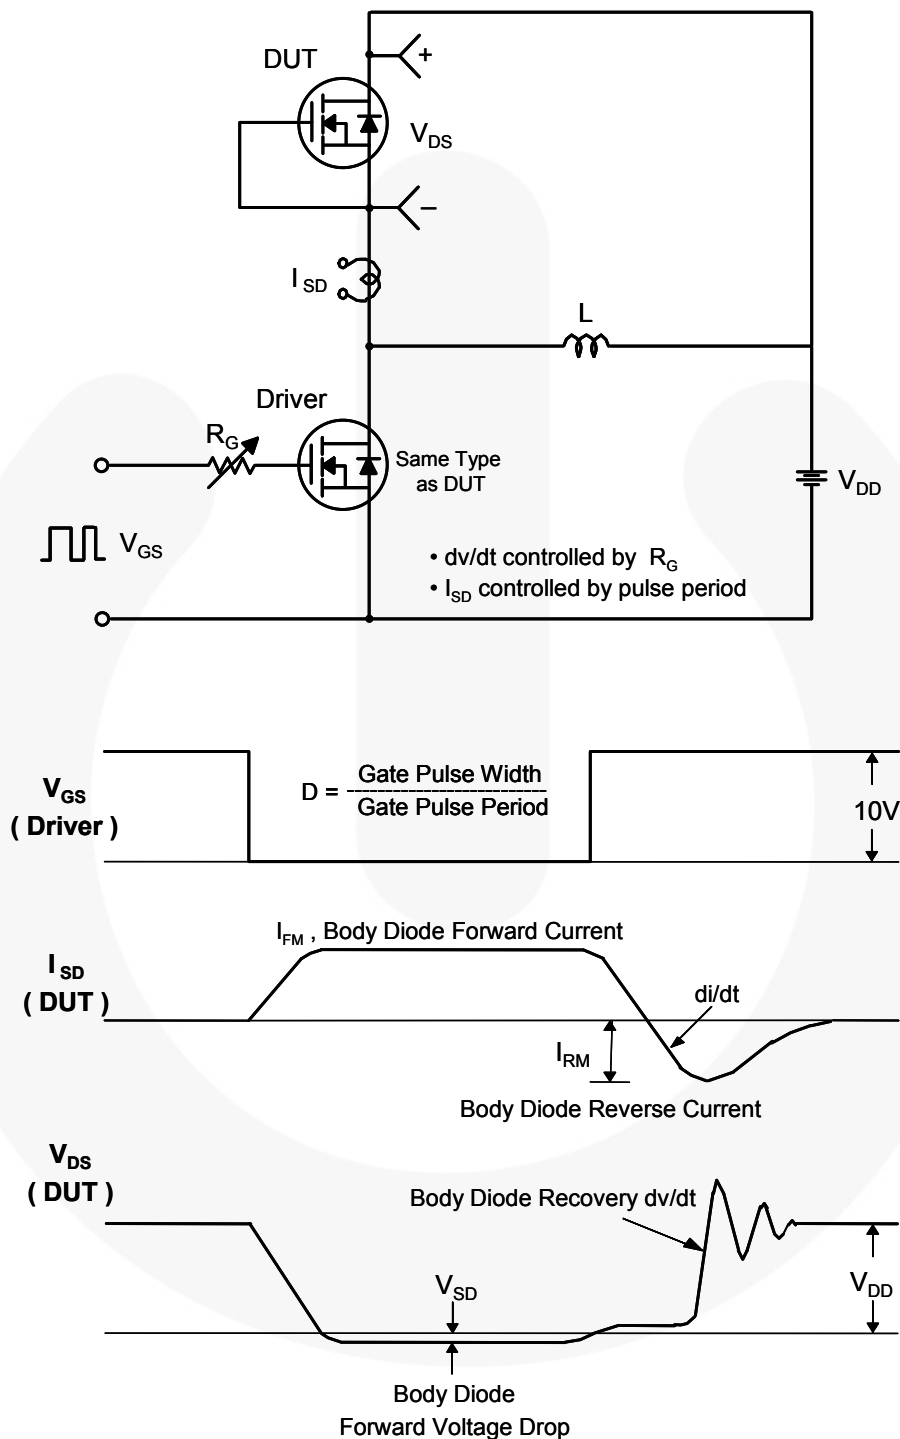 DUT
+
V_DS
−
I_SD
L
Driver
R_G
Same Type
as DUT
V_DD
V_GS
• dv/dt controlled by R_G
• I_SD controlled by pulse period
V_GS
( Driver )
D = Gate Pulse Width
Gate Pulse Period
10V
I_FM , Body Diode Forward Current
I_SD
( DUT )
di/dt
I_RM
Body Diode Reverse Current
V_DS
( DUT )
Body Diode Recovery dv/dt
V_SD
V_DD
Body Diode
Forward Voltage Drop